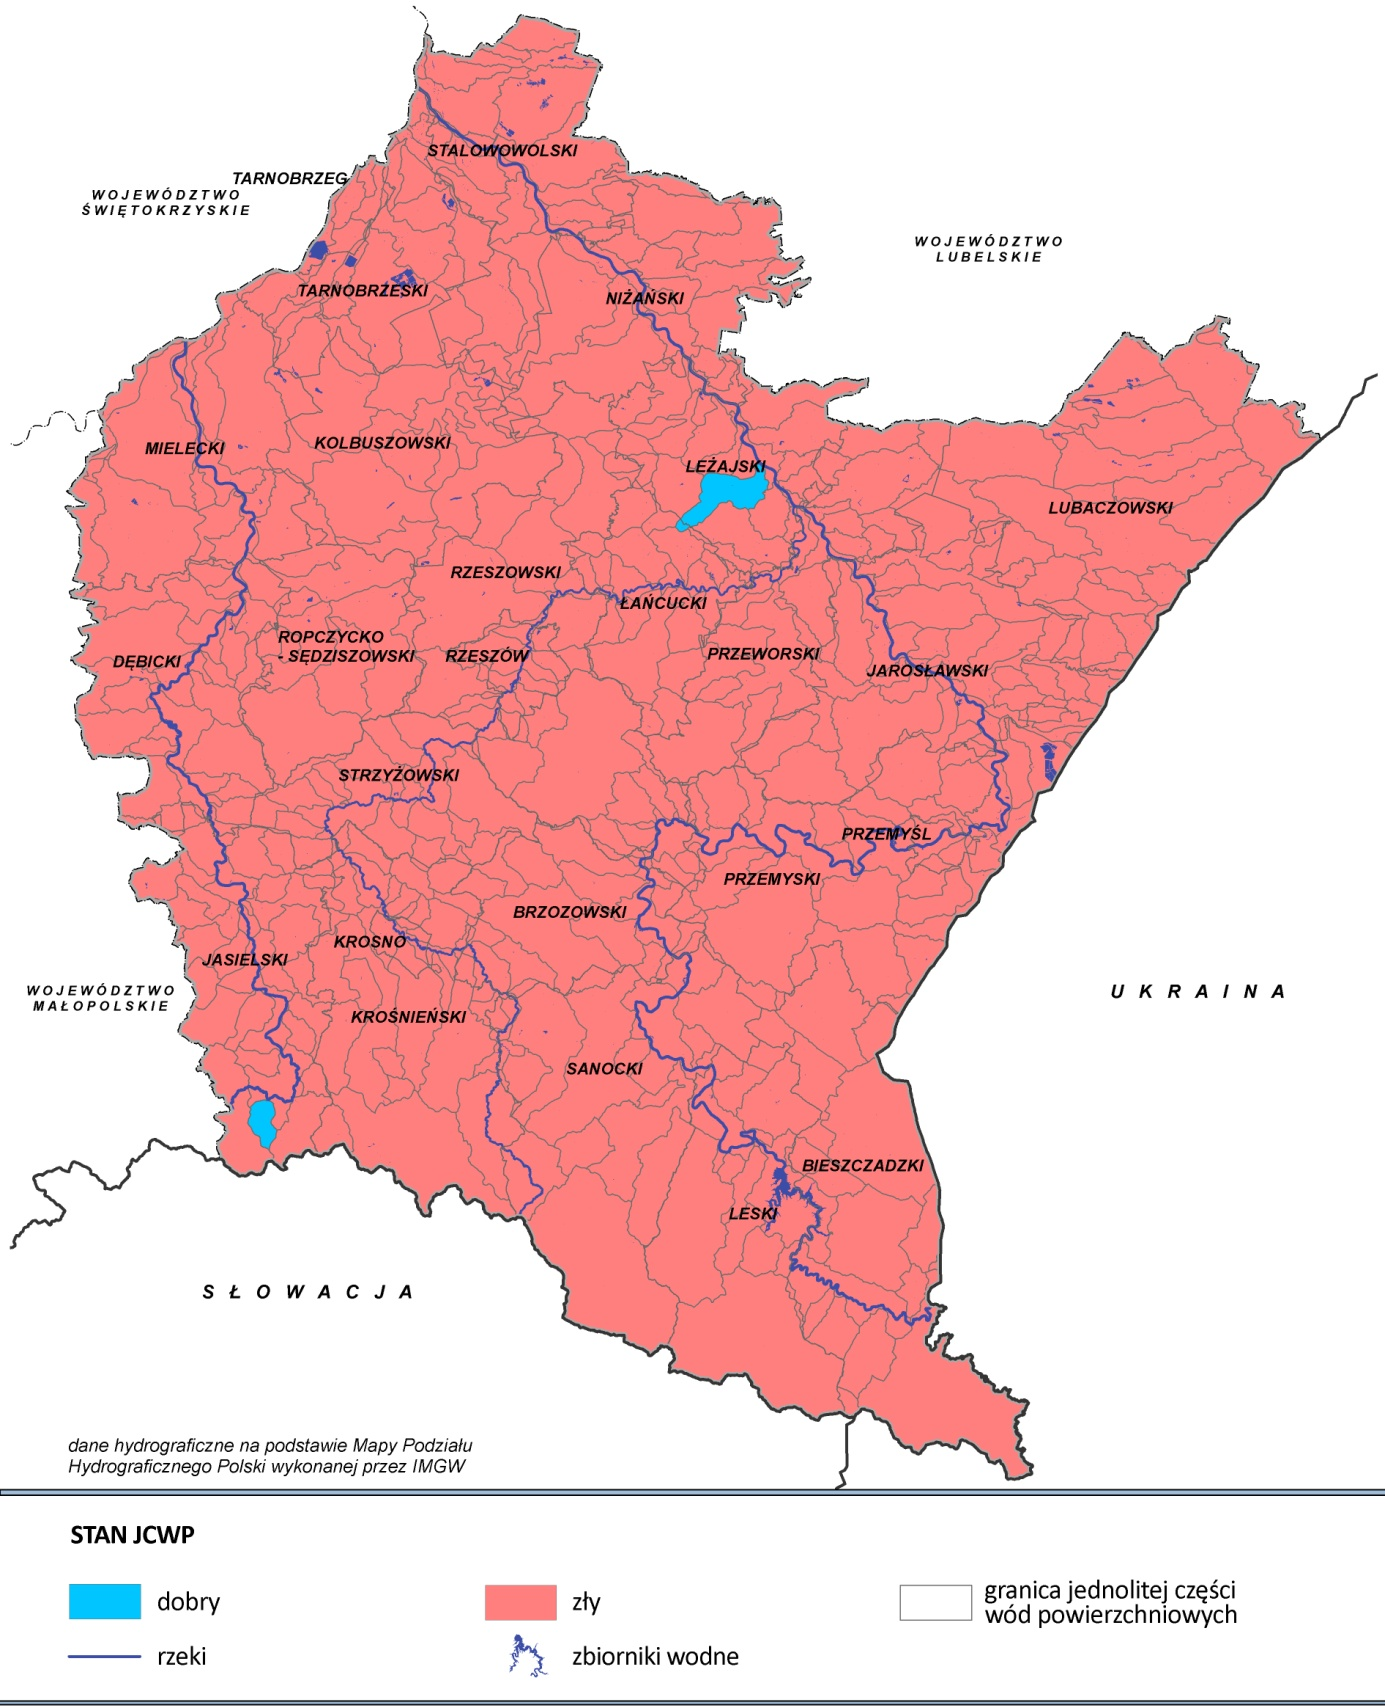 STALOWOWOLSKI
TARNOBRZEG
WOJEWÓDZTWO
ŚWIĘTOKRZYSKIE
WOJEWÓDZTWO
LUBELSKIE
TARNOBRZESKI
NIŻAŃSKI
MIELECKI
KOLBUSZOWSKI
LEŻAJSKI
LUBACZOWSKI
RZESZOWSKI
ŁAŃCUCKI
ROPCZYCKO
- SĘDZISZOWSKI
RZESZÓW
DĘBICKI
PRZEWORSKI
JAROSŁAWSKI
STRZYŻOWSKI
PRZEMYŚL
PRZEMYSKI
BRZOZOWSKI
KROSNO
JASIELSKI
WOJEWÓDZTWO
MAŁOPOLSKIE
UKRAINA
KROŚNIEŃSKI
SANOCKI
BIESZCZADZKI
LESKI
SŁOWACJA
dane hydrograficzne na podstawie Mapy Podziału
Hydrograficznego Polski wykonanej przez IMGW
STAN JCWP
dobry
zły
granica jednolitej części
wód powierzchniowych
rzeki
zbiorniki wodne